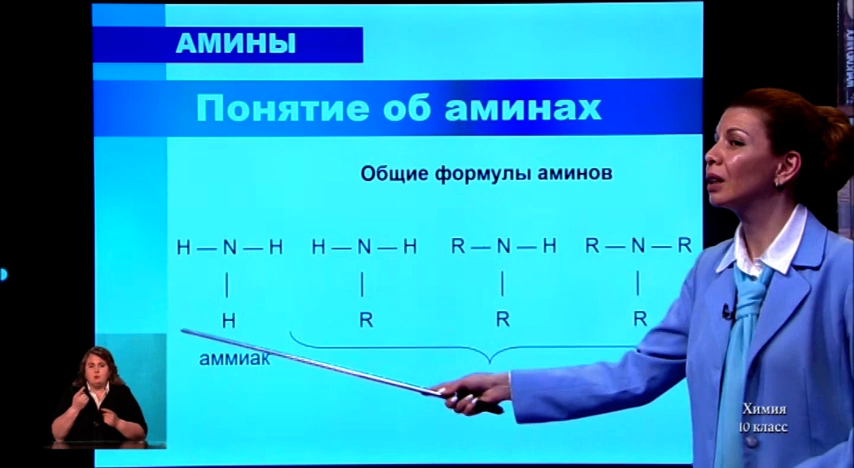 АМИНЫ
Понятие об аминах
Общие формулы аминов
H — N — H H — N — H R — N — H R — N — R
| | | |
H R R R
аммиак
Химия
10 класс